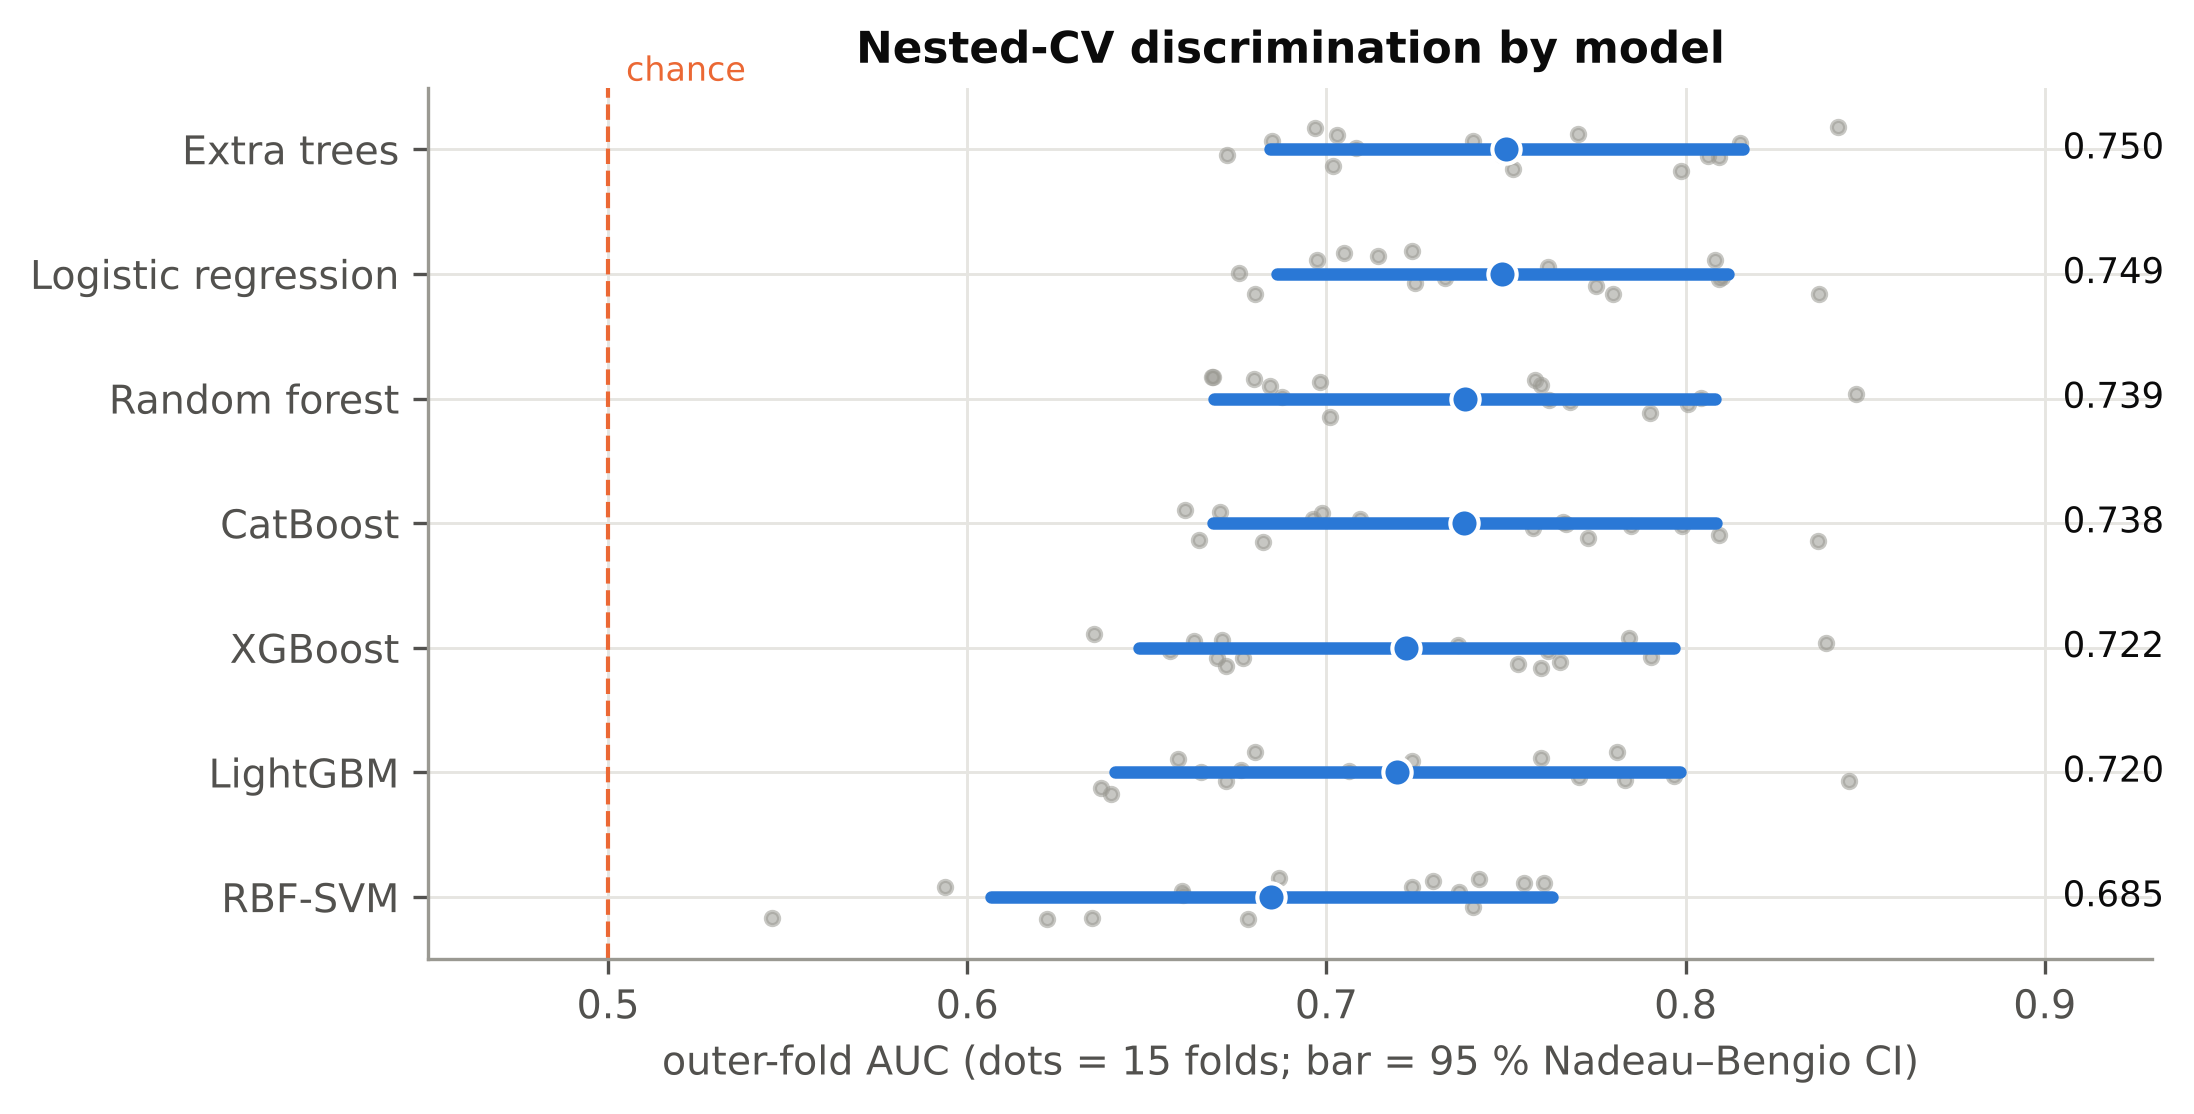 Nested-CV discrimination by model
chance
Extra trees 0.750
Logistic regression 0.749
Random forest 0.739
CatBoost 0.738
XGBoost 0.722
LightGBM 0.720
RBF-SVM 0.685
0.5 0.6 0.7 0.8 0.9
outer-fold AUC (dots = 15 folds; bar = 95 % Nadeau–Bengio CI)